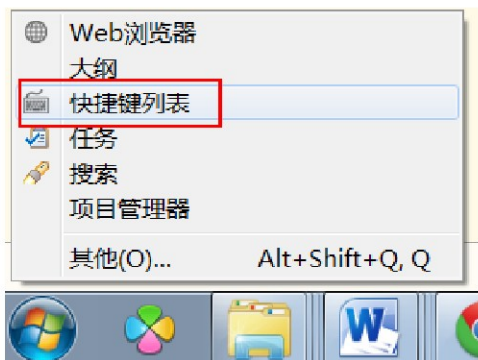 Web浏览器
大纲
快捷键列表
任务
搜索
项目管理器
其他(O)... Alt+Shift+Q, Q
W